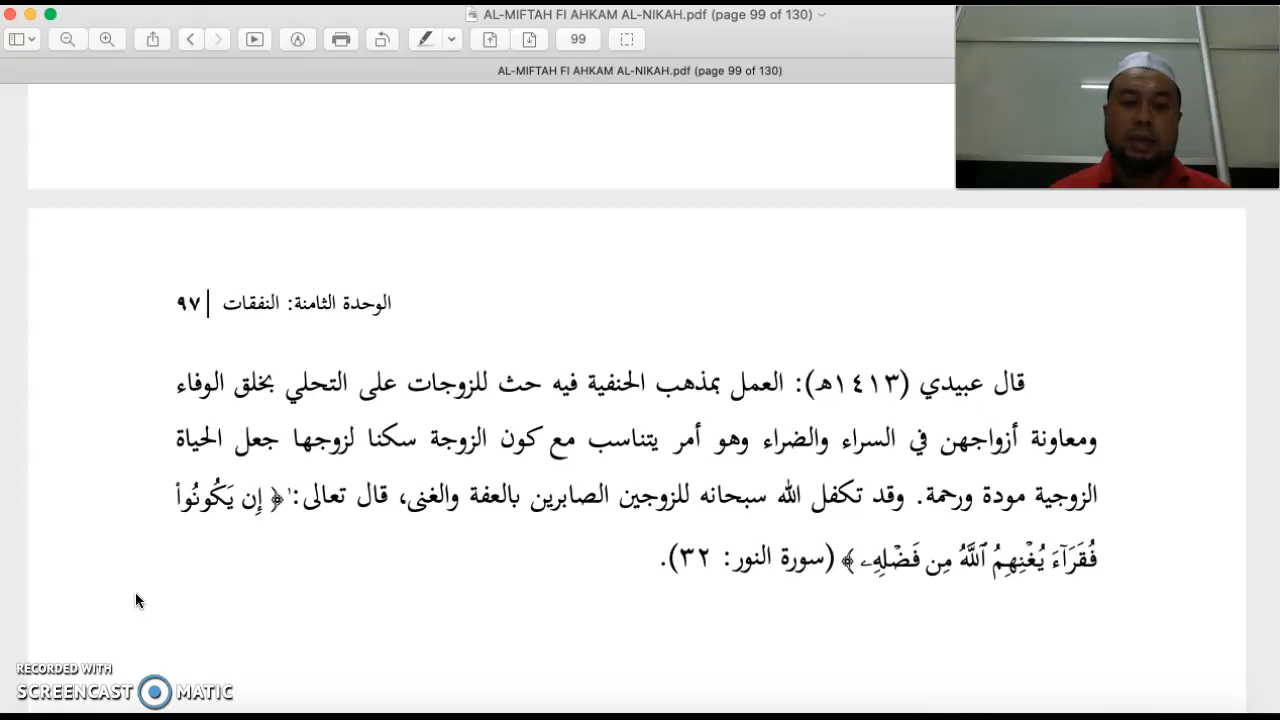 AL-MIFTAH FI AHKAM AL-NIKAH.pdf (page 99 of 130)
99
AL-MIFTAH FI AHKAM AL-NIKAH.pdf (page 99 of 130)
الوحدة الثامنة: النفقات | ٩٧
قال عبيدي (١٤١٣هـ): العمل بمذهب الحنفية فيه حث للزوجات على التحلي بخلق الوفاء
ومعاونة أزواجهن في السراء والضراء وهو أمر يتناسب مع كون الزوجة سكنا لزوجها جعل الحياة
الزوجية مودة ورحمة. وقد تكفل الله سبحانه للزوجين الصابرين بالعفة والغنى، قال تعالى: ﴿ إِن يَكُونُواْ
فُقَرَآءَ يُغْنِهِمُ ٱللَّهُ مِن فَضْلِهِۦ ﴾ (سورة النور: ٣٢).
RECORDED WITH
SCREENCAST MATIC